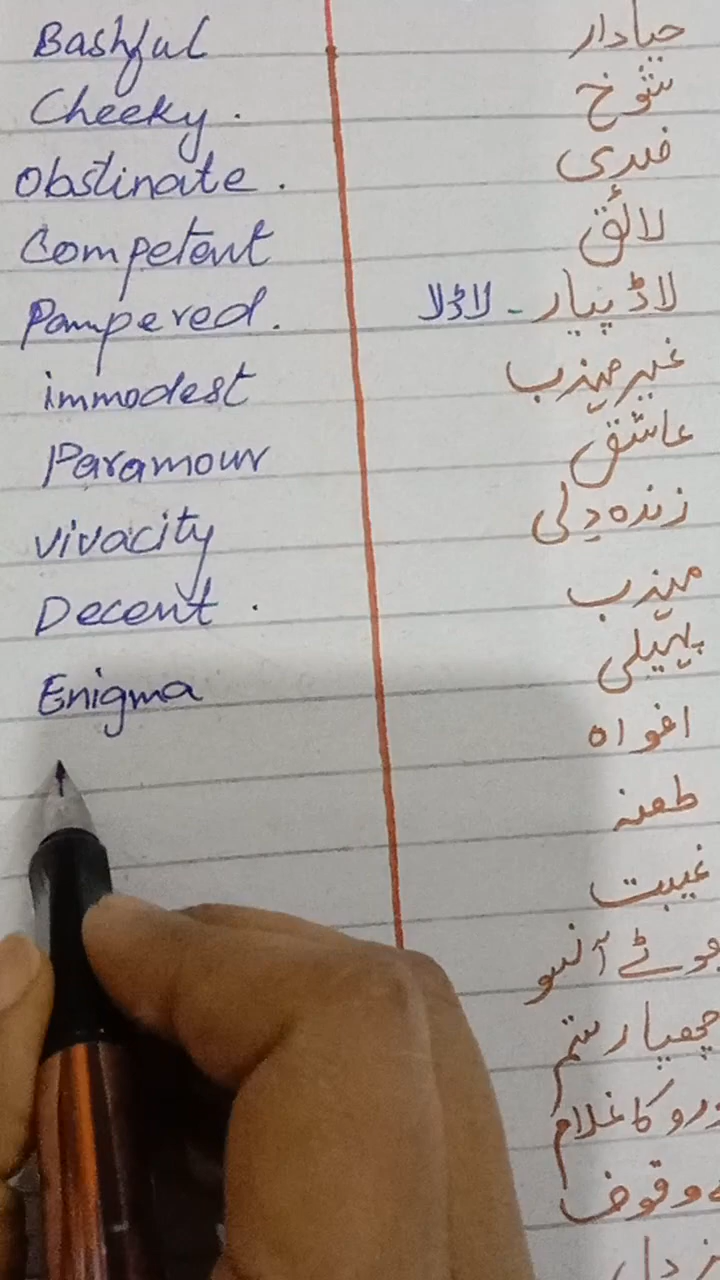 Bashful حیادار
Cheeky. شوخ
obstinate. ضدی
Competent لائق
Pampered. لاڈ پیار - لاڈلا
immodest غیر مہذب
Paramour عاشق
vivacity زندہ دلی
Decent. مہذب
Enigma پہیلی
افواہ
طعنہ
غیبت
آنسو
چھپا رستم
کا غلام
وقوف